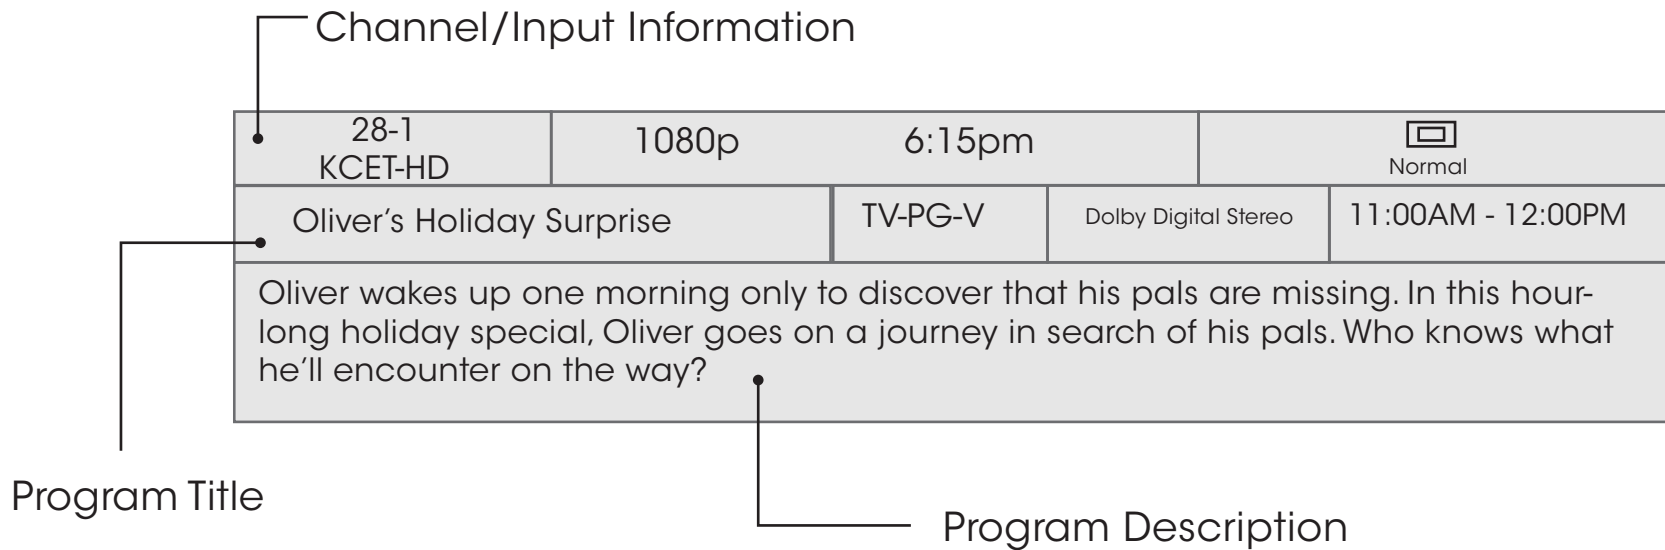 Channel/Input Information
28-1
KCET-HD
1080p
6:15pm
Normal
Oliver's Holiday Surprise
TV-PG-V
Dolby Digital Stereo
11:00AM - 12:00PM
Oliver wakes up one morning only to discover that his pals are missing. In this hour-
long holiday special, Oliver goes on a journey in search of his pals. Who knows what
he'll encounter on the way?
Program Title
Program Description